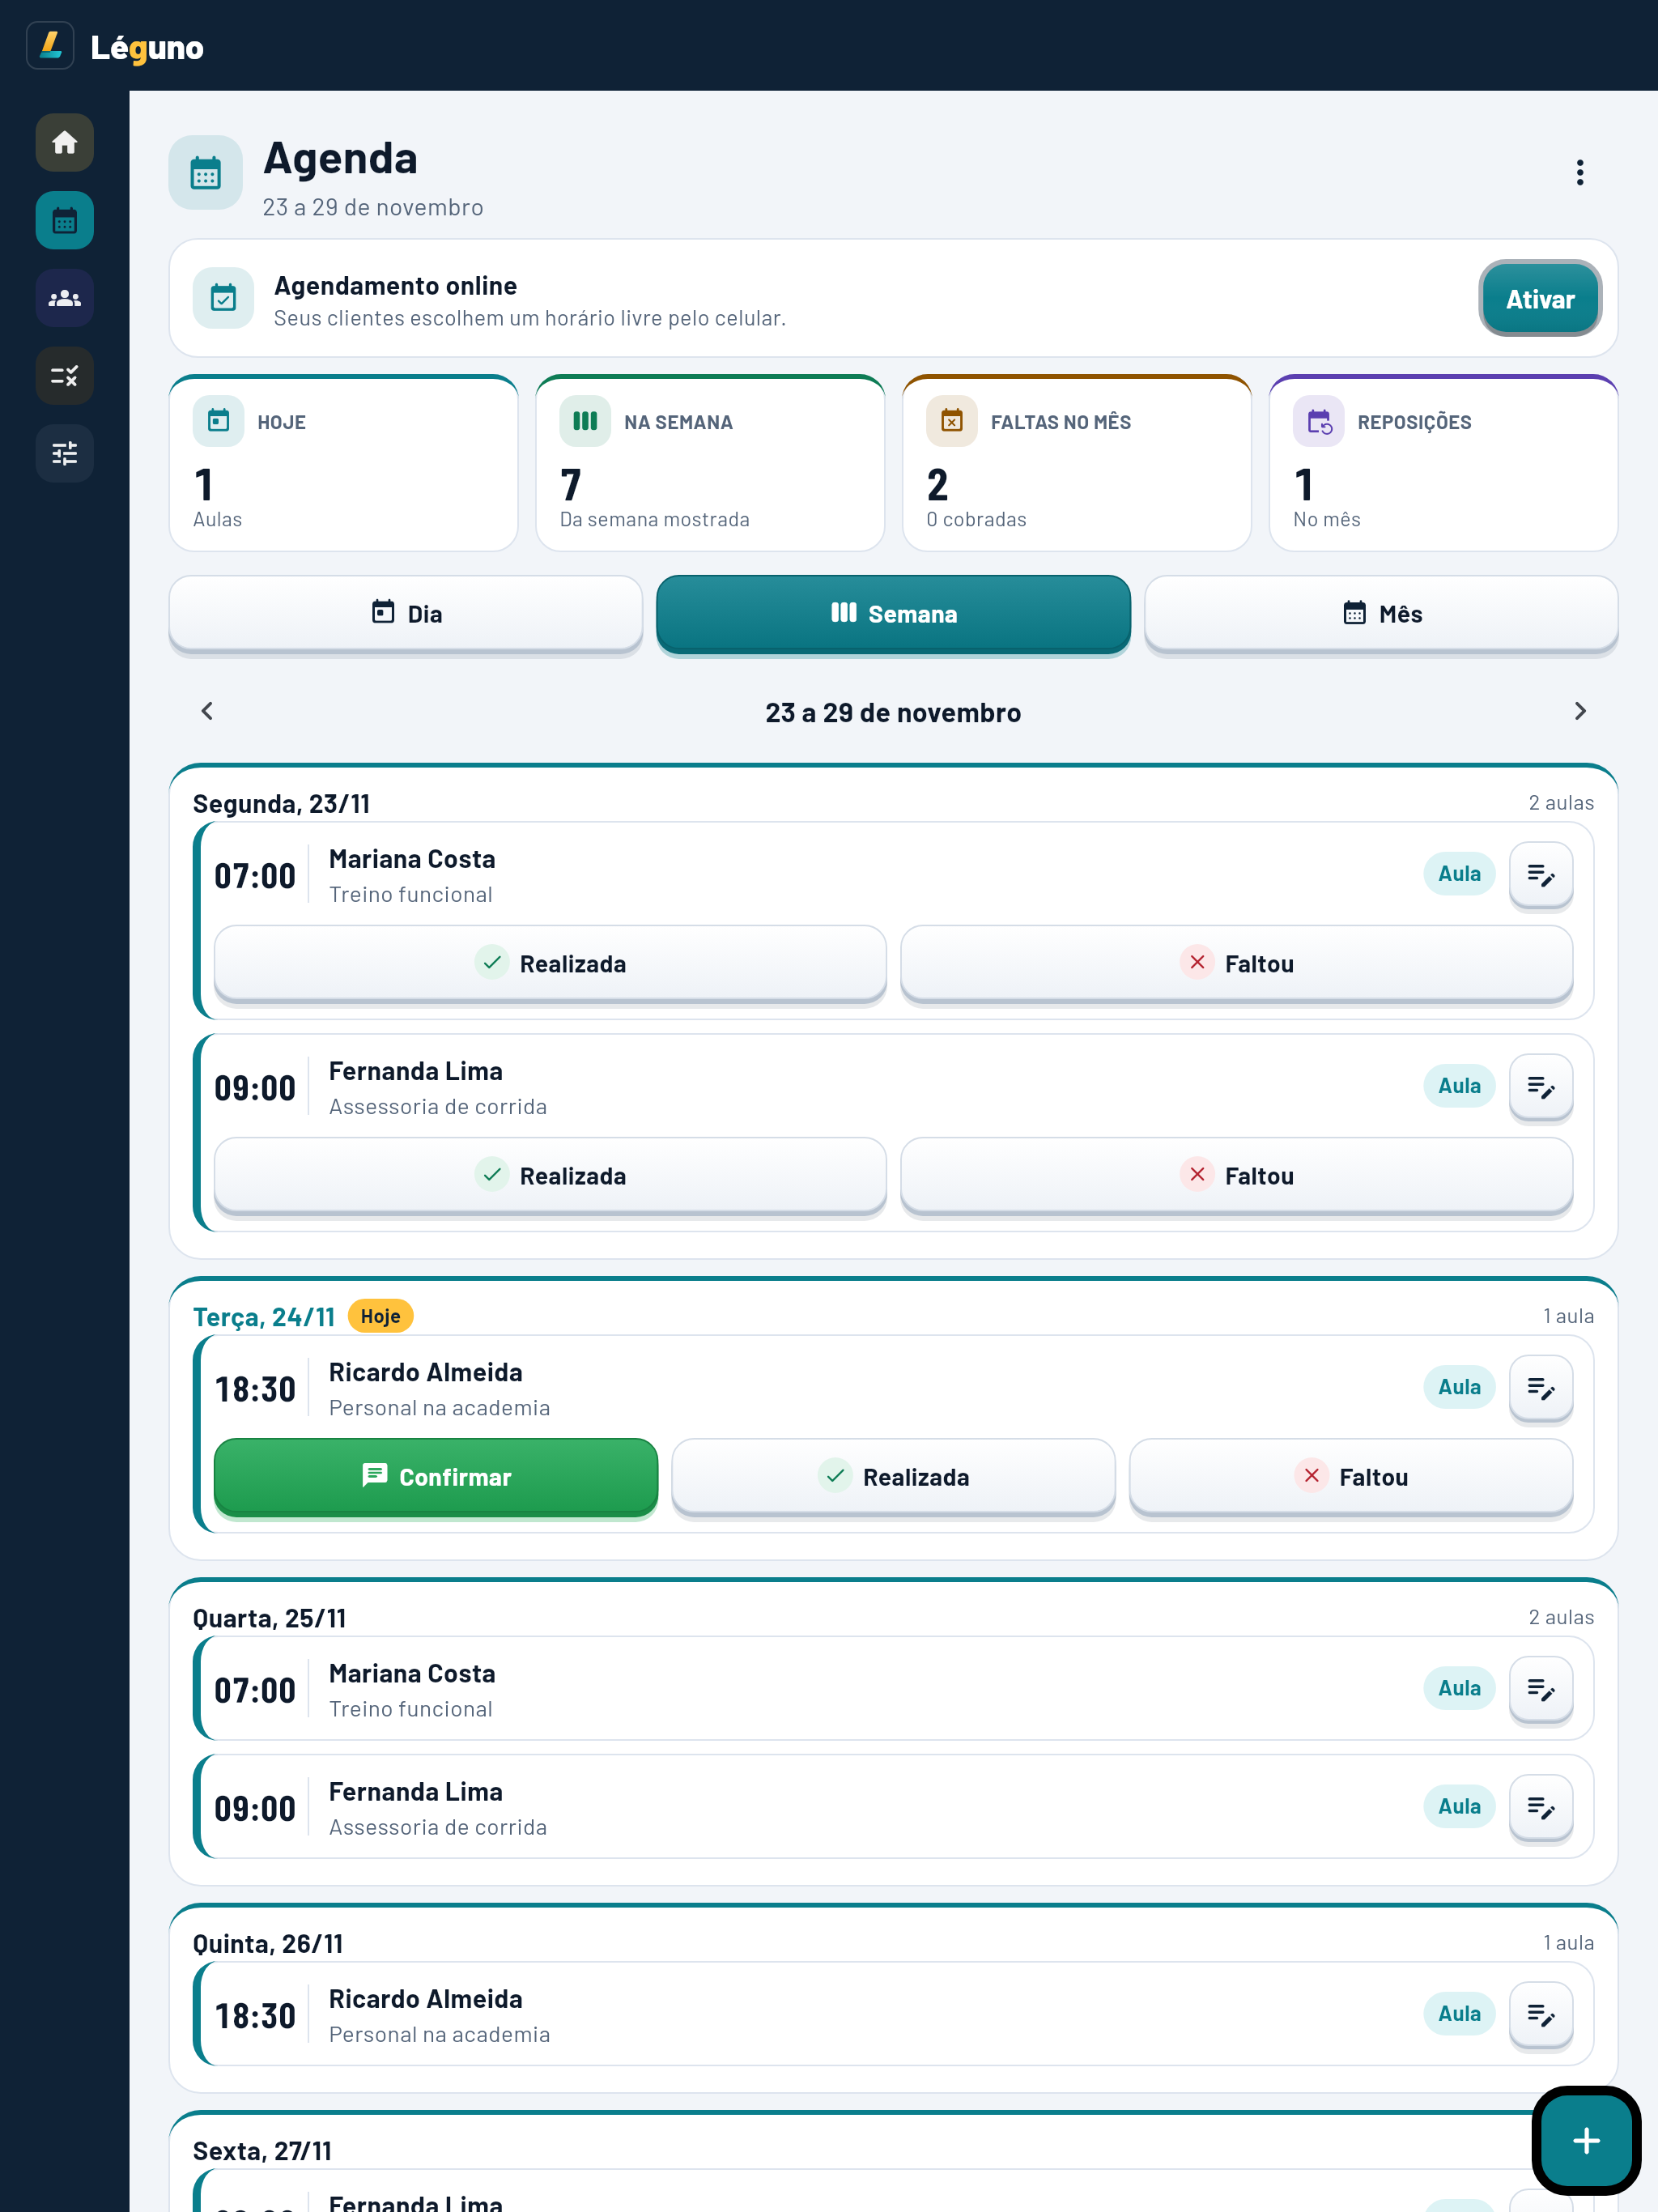 Léguno
Agenda
23 a 29 de novembro
Agendamento online
Seus clientes escolhem um horário livre pelo celular.
Ativar
HOJE
1
Aulas
NA SEMANA
7
Da semana mostrada
FALTAS NO MÊS
2
0 cobradas
REPOSIÇÕES
1
No mês
Dia
Semana
Mês
23 a 29 de novembro
Segunda, 23/11
2 aulas
07:00
Mariana Costa
Treino funcional
Aula
Realizada
Faltou
09:00
Fernanda Lima
Assessoria de corrida
Aula
Realizada
Faltou
Terça, 24/11
Hoje
1 aula
18:30
Ricardo Almeida
Personal na academia
Aula
Confirmar
Realizada
Faltou
Quarta, 25/11
2 aulas
07:00
Mariana Costa
Treino funcional
Aula
09:00
Fernanda Lima
Assessoria de corrida
Aula
Quinta, 26/11
1 aula
18:30
Ricardo Almeida
Personal na academia
Aula
Sexta, 27/11
Fernanda Lima